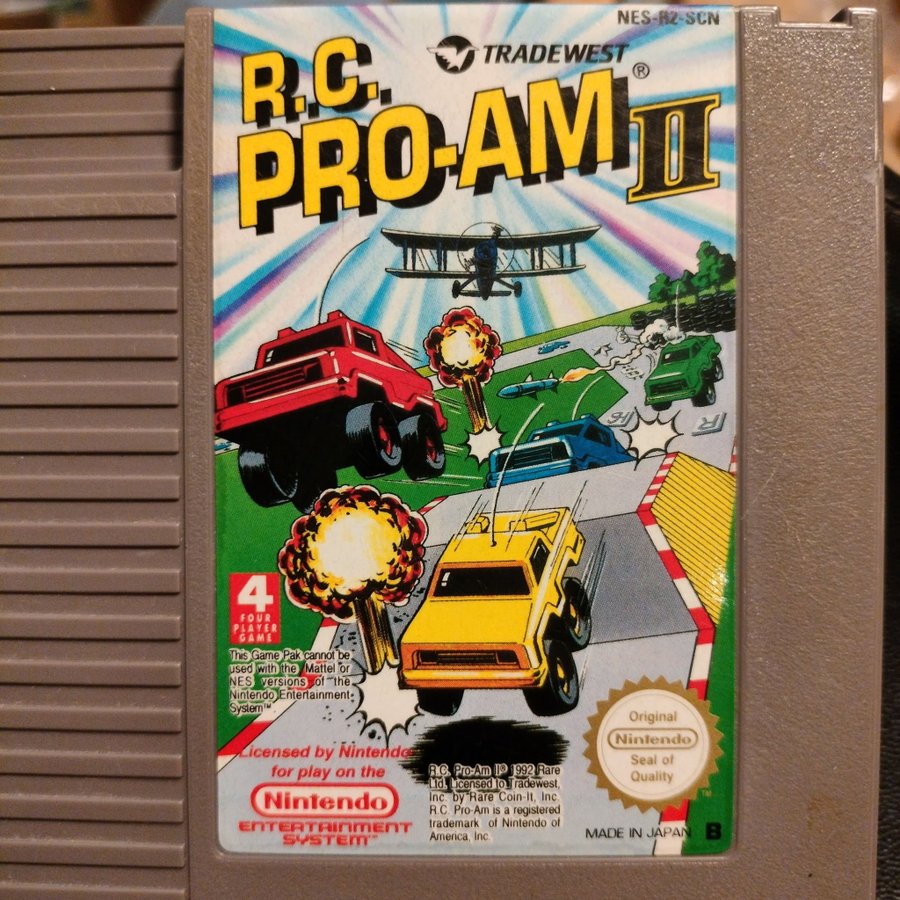 NES-R2-SCN
TRADEWEST
R.C.
PRO-AM II®
4
FOUR
PLAYER
GAME
This Game Pak cannot be
used with the Mattel or
NES versions of the
Nintendo Entertainment
System™
Licensed by Nintendo
for play on the
Nintendo®
ENTERTAINMENT
SYSTEM™
R.C. Pro-Am II® 1992 Rare
Ltd. Licensed to Tradewest,
Inc. by Rare Coin-It, Inc.
R.C. Pro-Am is a registered
trademark of Nintendo of
America, Inc.
Original
Nintendo
Seal of
Quality
TM
MADE IN JAPAN B